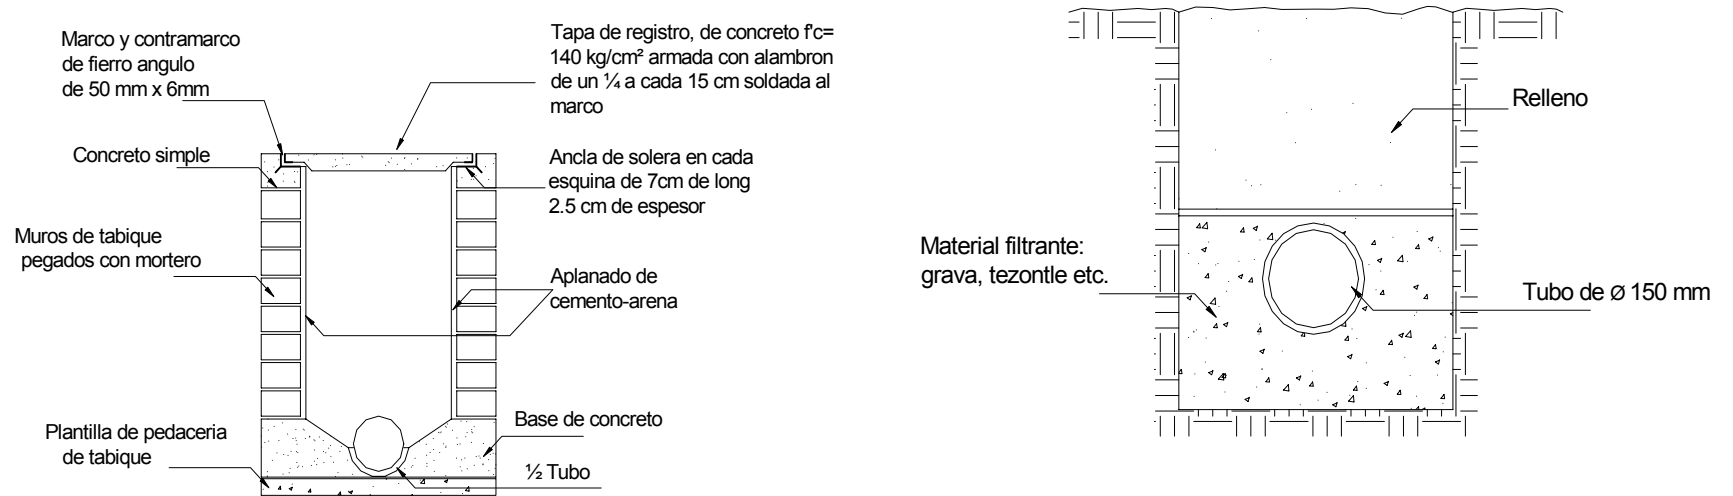 Marco y contramarco
de fierro angulo
de 50 mm x 6mm
Tapa de registro, de concreto f'c=
140 kg/cm² armada con alambron
de un ¼ a cada 15 cm soldada al
marco
Concreto simple
Ancla de solera en cada
esquina de 7cm de long
2.5 cm de espesor
Muros de tabique
pegados con mortero
Aplanado de
cemento-arena
Base de concreto
Plantilla de pedaceria
de tabique
½ Tubo
Relleno
Material filtrante:
grava, tezontle etc.
Tubo de Ø 150 mm